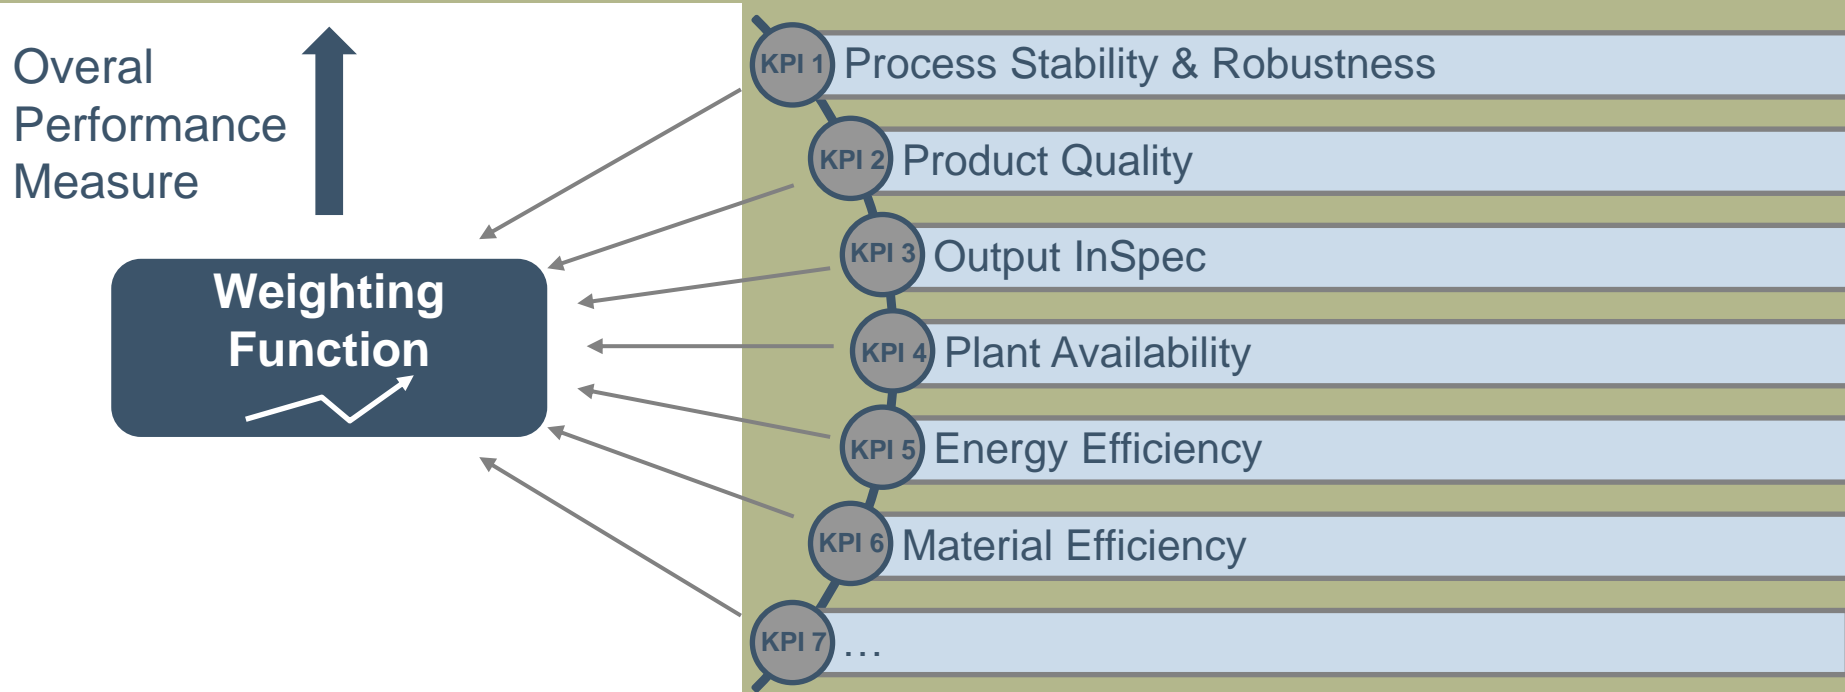 Overal
Performance
Measure
Weighting
Function
KPI 1 Process Stability & Robustness
KPI 2 Product Quality
KPI 3 Output InSpec
KPI 4 Plant Availability
KPI 5 Energy Efficiency
KPI 6 Material Efficiency
KPI 7 …